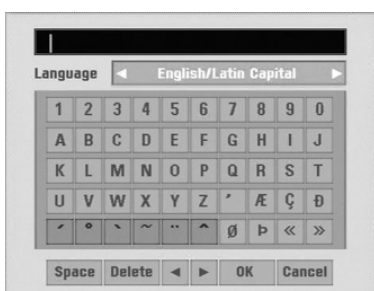 Language ◀ English/Latin Capital ▶
1 2 3 4 5 6 7 8 9 0
A B C D E F G H I J
K L M N O P Q R S T
U V W X Y Z ´ Æ Ç Ð
´ ° ` ~ ¨ ^ Ø Þ « »
Space Delete ◀ ▶ OK Cancel